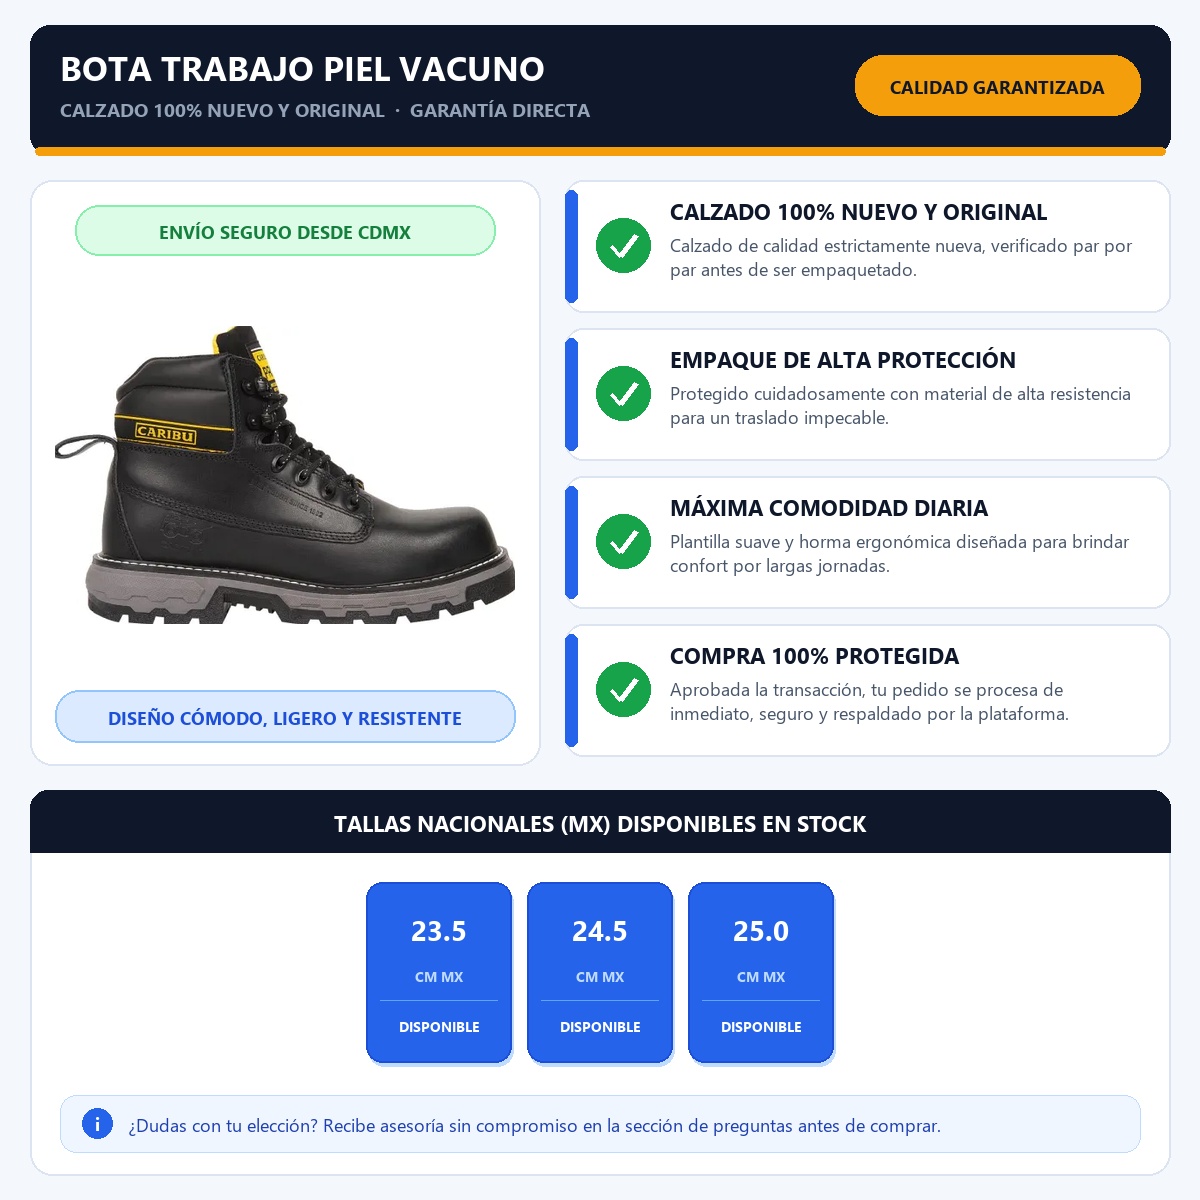 BOTA TRABAJO PIEL VACUNO
CALZADO 100% NUEVO Y ORIGINAL · GARANTÍA DIRECTA
CALIDAD GARANTIZADA
ENVÍO SEGURO DESDE CDMX
CARIBU
DISEÑO CÓMODO, LIGERO Y RESISTENTE
CALZADO 100% NUEVO Y ORIGINAL
Calzado de calidad estrictamente nueva, verificado par por
par antes de ser empaquetado.
EMPAQUE DE ALTA PROTECCIÓN
Protegido cuidadosamente con material de alta resistencia
para un traslado impecable.
MÁXIMA COMODIDAD DIARIA
Plantilla suave y horma ergonómica diseñada para brindar
confort por largas jornadas.
COMPRA 100% PROTEGIDA
Aprobada la transacción, tu pedido se procesa de
inmediato, seguro y respaldado por la plataforma.
TALLAS NACIONALES (MX) DISPONIBLES EN STOCK
23.5
CM MX
DISPONIBLE
24.5
CM MX
DISPONIBLE
25.0
CM MX
DISPONIBLE
¿Dudas con tu elección? Recibe asesoría sin compromiso en la sección de preguntas antes de comprar.